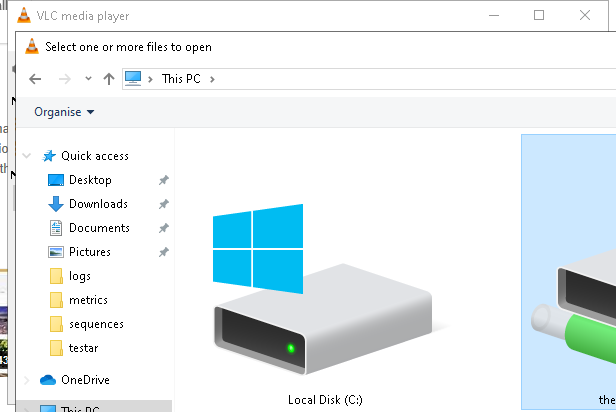 VLC media player
Select one or more files to open
This PC
Organise
Quick access
Desktop
Downloads
Documents
Pictures
logs
metrics
sequences
testar
OneDrive
This PC
Local Disk (C:)
the